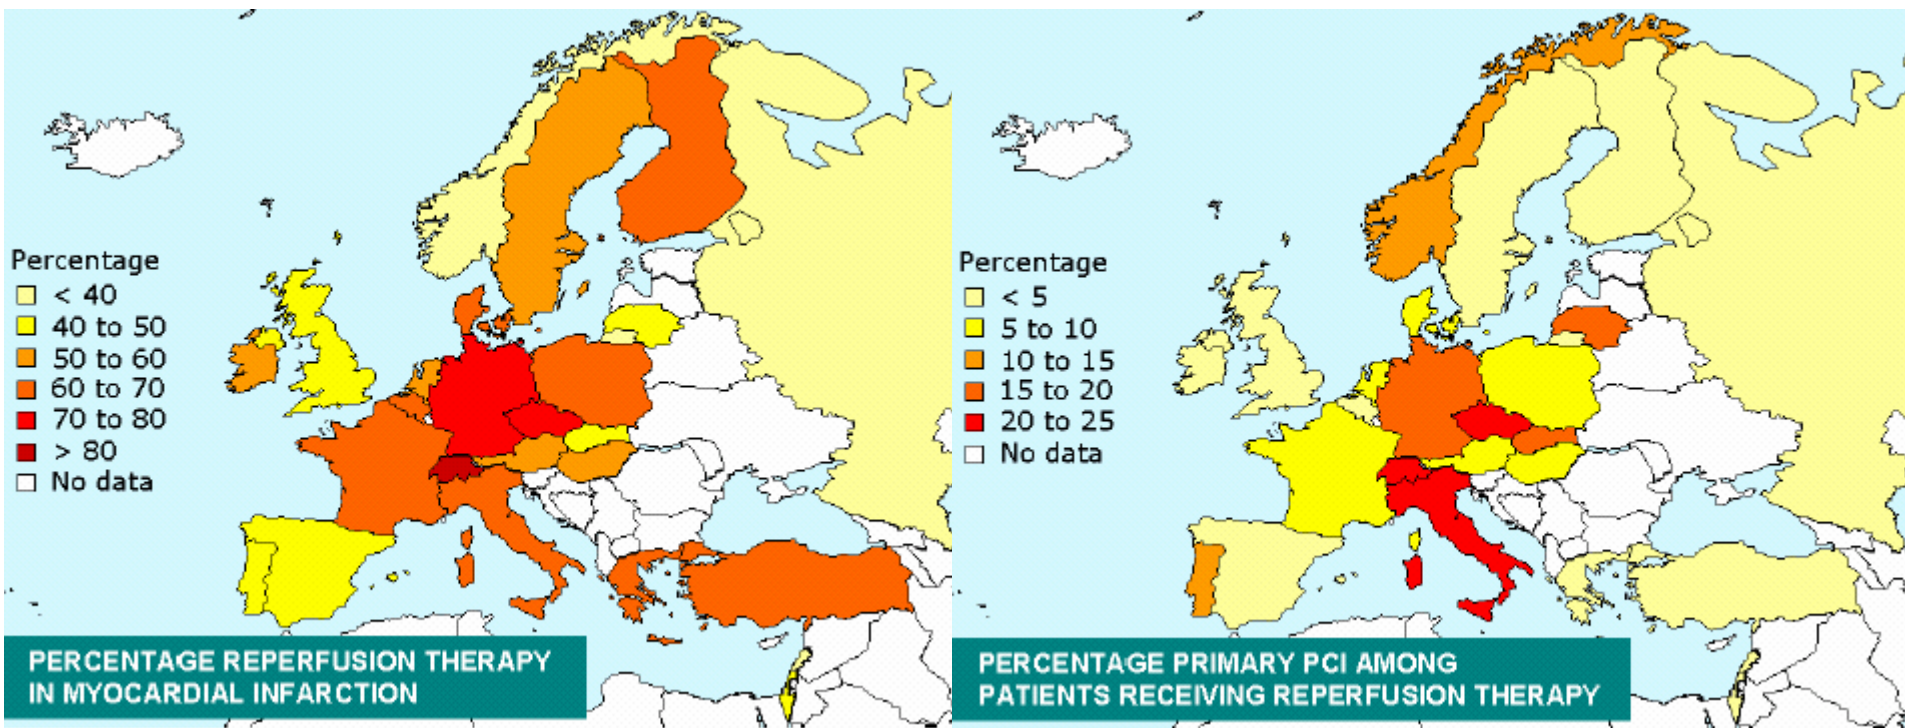 Percentage
< 40
40 to 50
50 to 60
60 to 70
70 to 80
> 80
No data
PERCENTAGE REPERFUSION THERAPY
IN MYOCARDIAL INFARCTION
Percentage
< 5
5 to 10
10 to 15
15 to 20
20 to 25
No data
PERCENTAGE PRIMARY PCI AMONG
PATIENTS RECEIVING REPERFUSION THERAPY